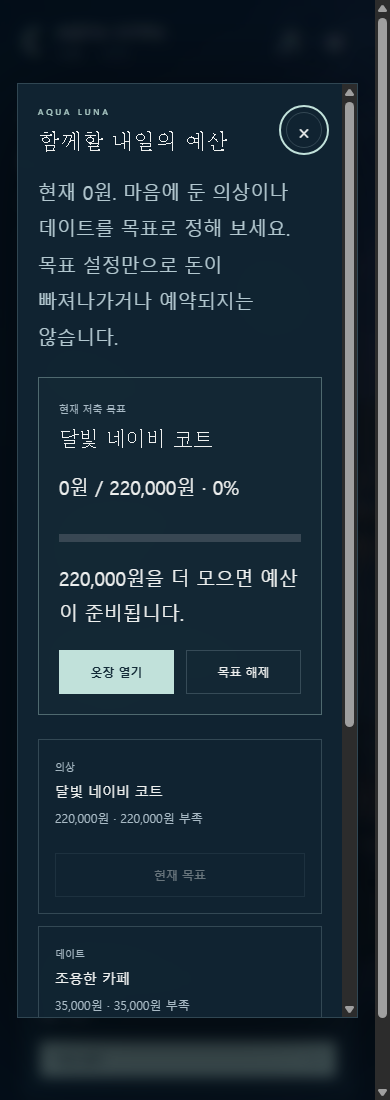 AQUA LUNA
함께할 내일의 예산
×
현재 0원. 마음에 둔 의상이나
데이트를 목표로 정해 보세요.
목표 설정만으로 돈이
빠져나가거나 예약되지는
않습니다.
현재 저축 목표
달빛 네이비 코트
0원 / 220,000원 · 0%
220,000원을 더 모으면 예산
이 준비됩니다.
옷장 열기
목표 해제
의상
달빛 네이비 코트
220,000원 · 220,000원 부족
현재 목표
데이트
조용한 카페
35,000원 · 35,000원 부족